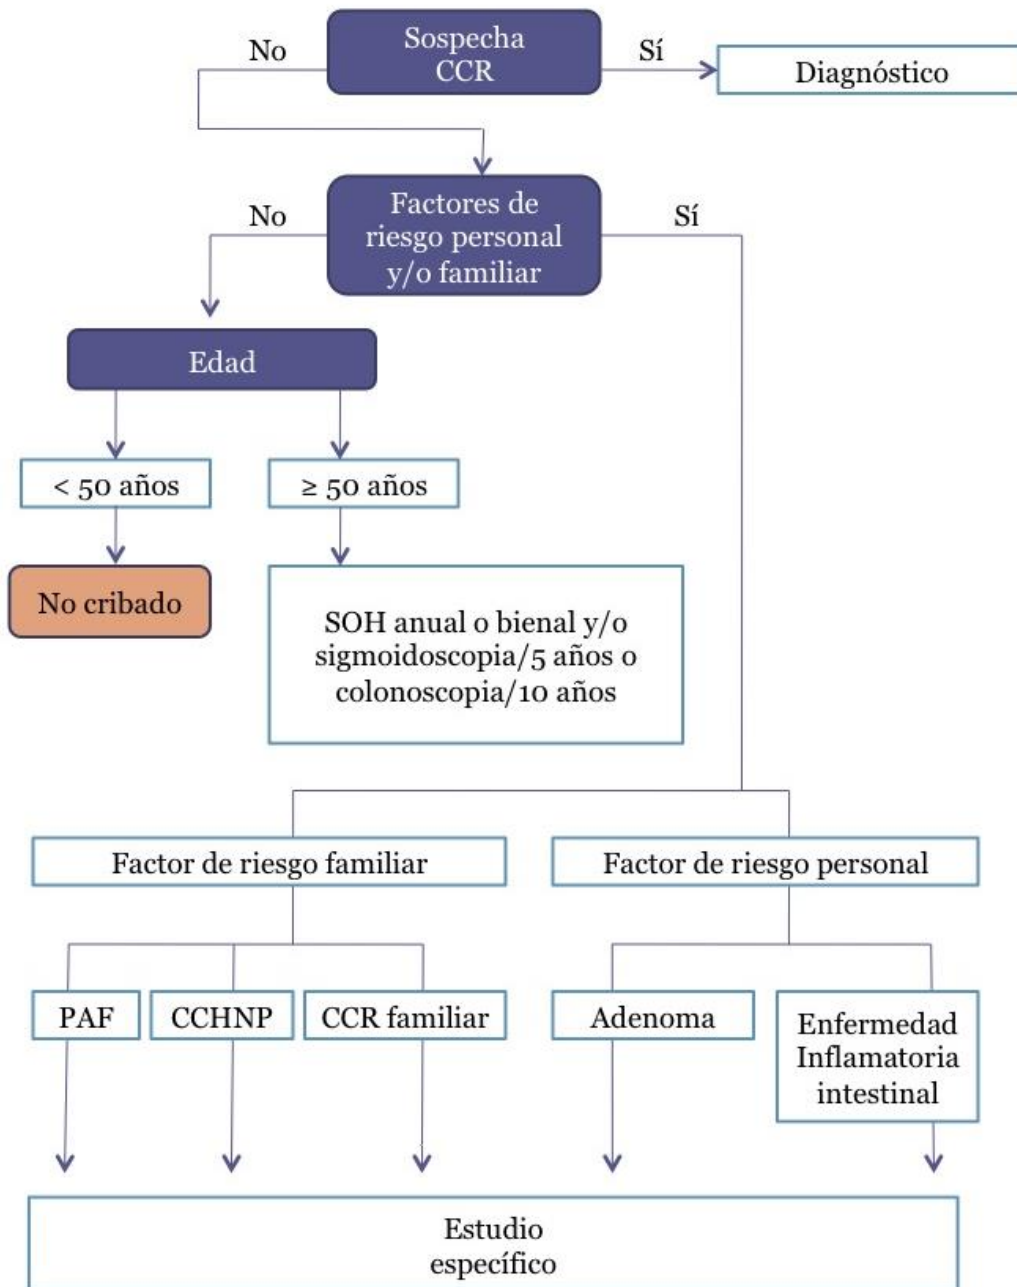 Sospecha
CCR
No
Sí
Diagnóstico
Factores de
riesgo personal
y/o familiar
No
Sí
Edad
< 50 años
≥ 50 años
No cribado
SOH anual o bienal y/o
sigmoidoscopia/5 años o
colonoscopia/10 años
Factor de riesgo familiar
Factor de riesgo personal
PAF
CCHNP
CCR familiar
Adenoma
Enfermedad
Inflamatoria
intestinal
Estudio
específico